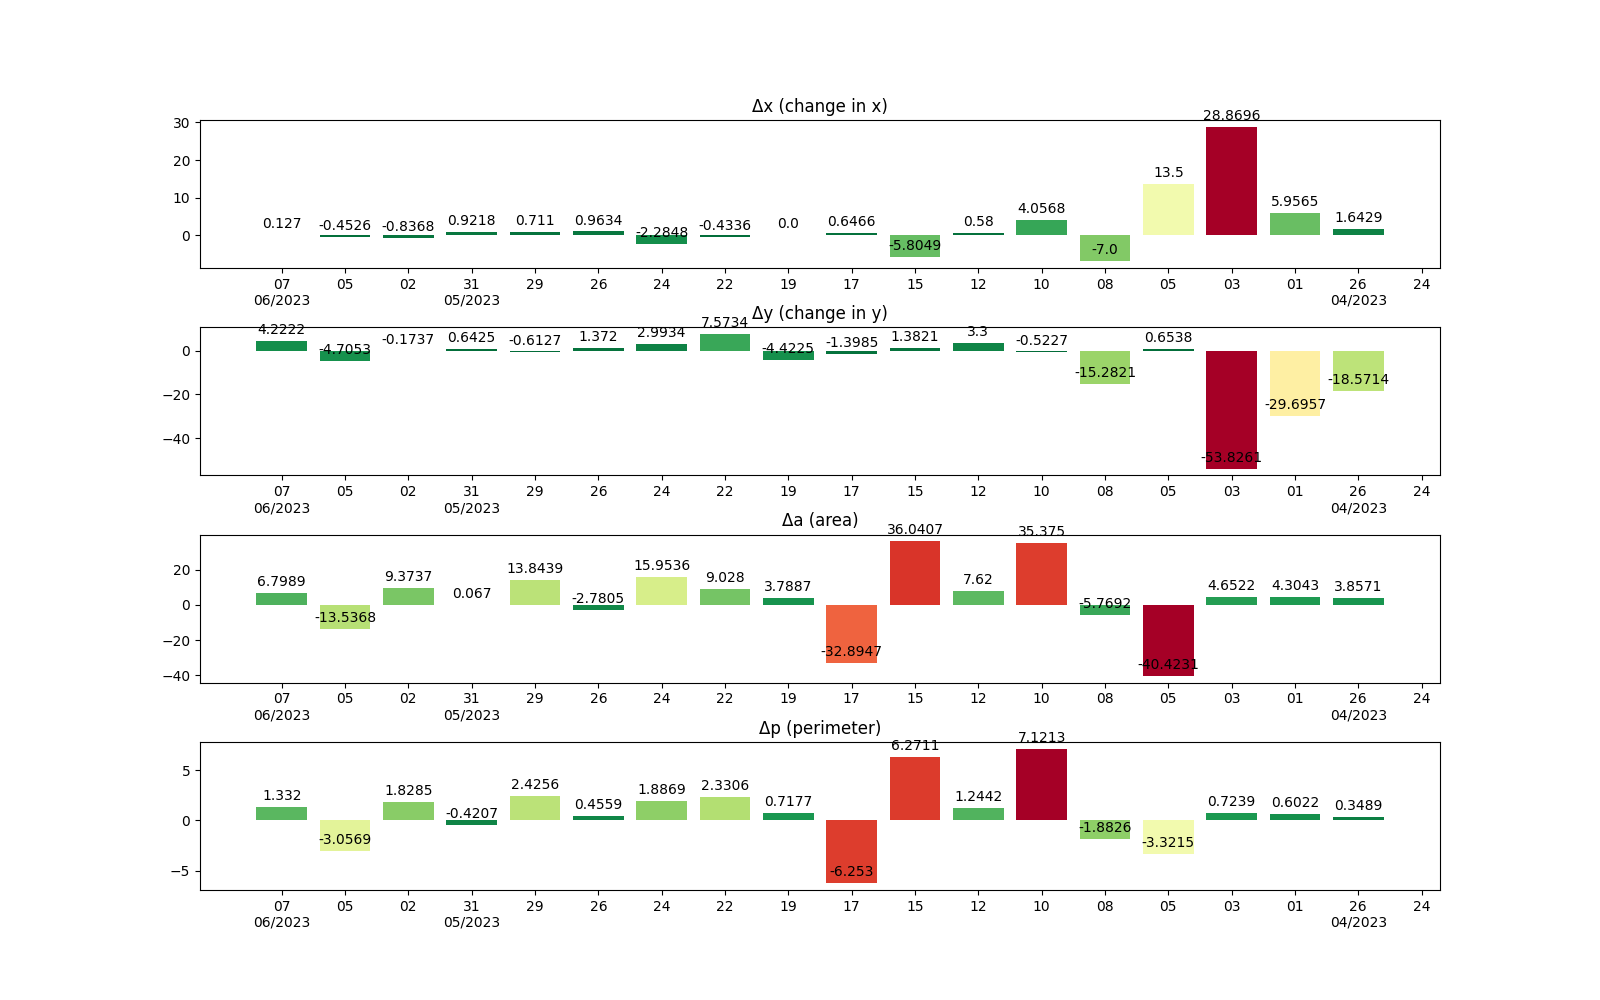 Δx (change in x)
30
20
10
0
0.127 -0.4526 -0.8368 0.9218 0.711 0.9634 -2.2848 -0.4336 0.0 0.6466 -5.8049 0.58 4.0568 -7.0 13.5 28.8696 5.9565 1.6429
07 05 02 31 29 26 24 22 19 17 15 12 10 08 05 03 01 26 24
06/2023 05/2023 04/2023
Δy (change in y)
0
−20
−40
4.2222 -4.7053 -0.1737 0.6425 -0.6127 1.372 2.9934 7.5734 -4.4225 -1.3985 1.3821 3.3 -0.5227 -15.2821 0.6538 -53.8261 -29.6957 -18.5714
07 05 02 31 29 26 24 22 19 17 15 12 10 08 05 03 01 26 24
06/2023 05/2023 04/2023
Δa (area)
20
0
−20
−40
6.7989 -13.5368 9.3737 0.067 13.8439 -2.7805 15.9536 9.028 3.7887 -32.8947 36.0407 7.62 35.375 -5.7692 -40.4231 4.6522 4.3043 3.8571
07 05 02 31 29 26 24 22 19 17 15 12 10 08 05 03 01 26 24
06/2023 05/2023 04/2023
Δp (perimeter)
5
0
−5
1.332 -3.0569 1.8285 -0.4207 2.4256 0.4559 1.8869 2.3306 0.7177 -6.253 6.2711 1.2442 7.1213 -1.8826 -3.3215 0.7239 0.6022 0.3489
07 05 02 31 29 26 24 22 19 17 15 12 10 08 05 03 01 26 24
06/2023 05/2023 04/2023